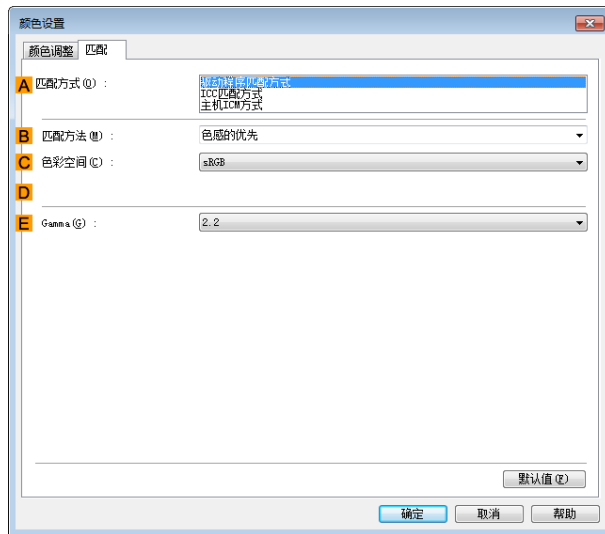 颜色设置
颜色调整 匹配
A 匹配方式(O) :
驱动程序匹配方式
ICC匹配方式
主机ICM方式
B 匹配方法(M) : 色感的优先
C 色彩空间(C) : sRGB
D
E Gamma(G) : 2.2
默认值(F)
确定 取消 帮助